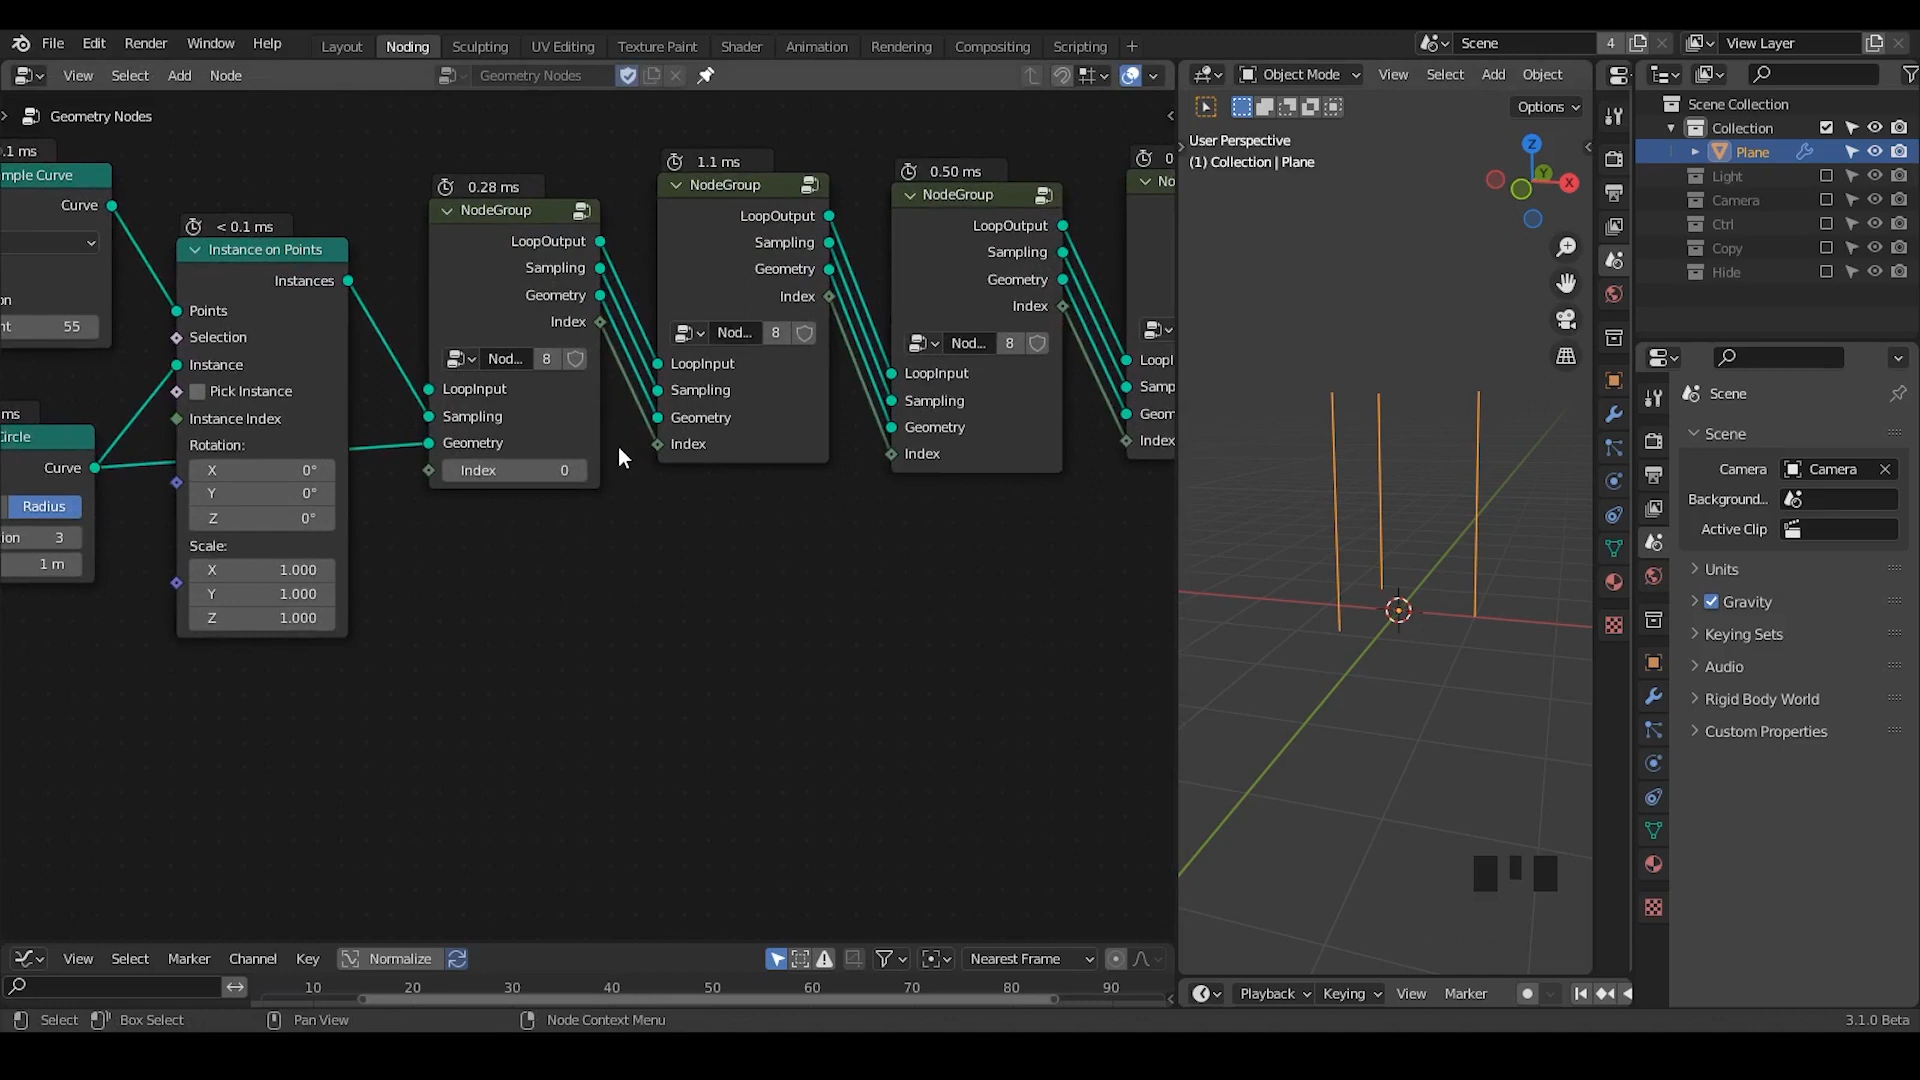 File Edit Render Window Help
Layout Noding Sculpting UV Editing Texture Paint Shader Animation Rendering Compositing Scripting +
Scene 4 View Layer
View Select Add Node Geometry Nodes
Object Mode View Select Add Object
Options
Geometry Nodes
0.1 ms
mple Curve
Curve
55
ms
ircle
Curve
Radius
ion 3
1 m
< 0.1 ms
Instance on Points
Instances
Points
Selection
Instance
Pick Instance
Instance Index
Rotation:
X 0°
Y 0°
Z 0°
Scale:
X 1.000
Y 1.000
Z 1.000
0.28 ms
NodeGroup
LoopOutput
Sampling
Geometry
Index
Nod... 8
LoopInput
Sampling
Geometry
Index 0
1.1 ms
NodeGroup
LoopOutput
Sampling
Geometry
Index
Nod... 8
LoopInput
Sampling
Geometry
Index
0.50 ms
NodeGroup
LoopOutput
Sampling
Geometry
Index
Nod... 8
LoopInput
Sampling
Geometry
Index
0
No
LoopI
Samp
Geom
Index
User Perspective
(1) Collection | Plane
Z
Y
X
Scene Collection
Collection
Plane
Light
Camera
Ctrl
Copy
Hide
Scene
Scene
Camera Camera
Background...
Active Clip
Units
Gravity
Keying Sets
Audio
Rigid Body World
Custom Properties
View Select Marker Channel Key Normalize Nearest Frame
10 20 30 40 50 60 70 80 90
Playback Keying View Marker
Select Box Select Pan View Node Context Menu 3.1.0 Beta